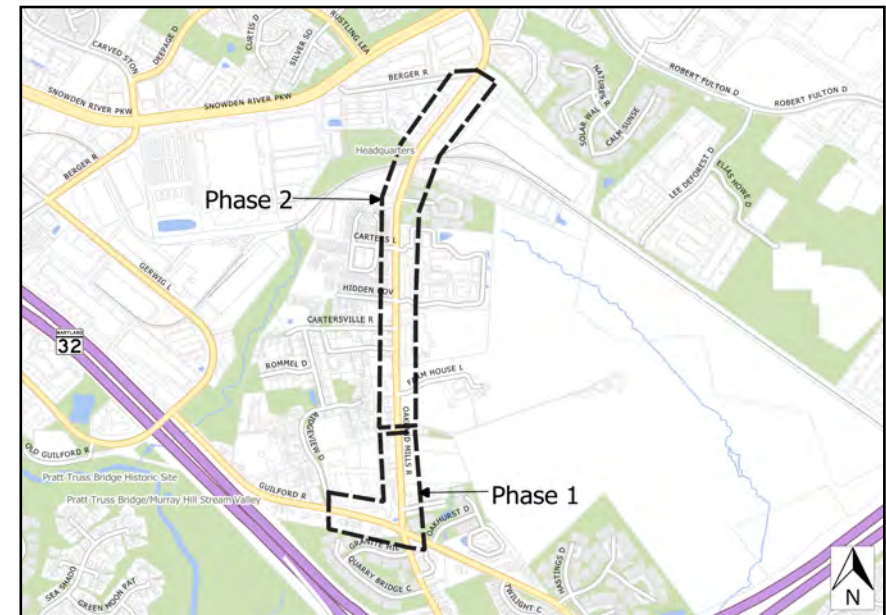 RUSTLING LEA
CURTIS D
DEEPAGE D
SILVER SO
CARVED STON
ROBERT FULTON D
BERGER R
SNOWDEN RIVER PKW
SNOWDEN RIVER PKW
NATURES R
SOLAR WAL
CALM SUNSE
ROBERT FULTON D
Headquarters
BERGER R
LEE DEFOREST D
ELIAS HOWE D
Phase 2
CARTERS L
GERWIG L
HIDDEN COV
CARTERSVILLE R
MARYLAND
32
ROMMEL D
FARM HOUSE L
OAKLAND MILLS R
RIDGEVIEW D
OLD GUILFORD R
Pratt Truss Bridge Historic Site
GUILFORD R
Pratt Truss Bridge/Murray Hill Stream Valley
Phase 1
OAKHURST D
GRANITE HIL
QUARRY BRIDGE C
HASTINGS D
SEA SHADO
GREEN MOON PAT
TWILIGHT C
N